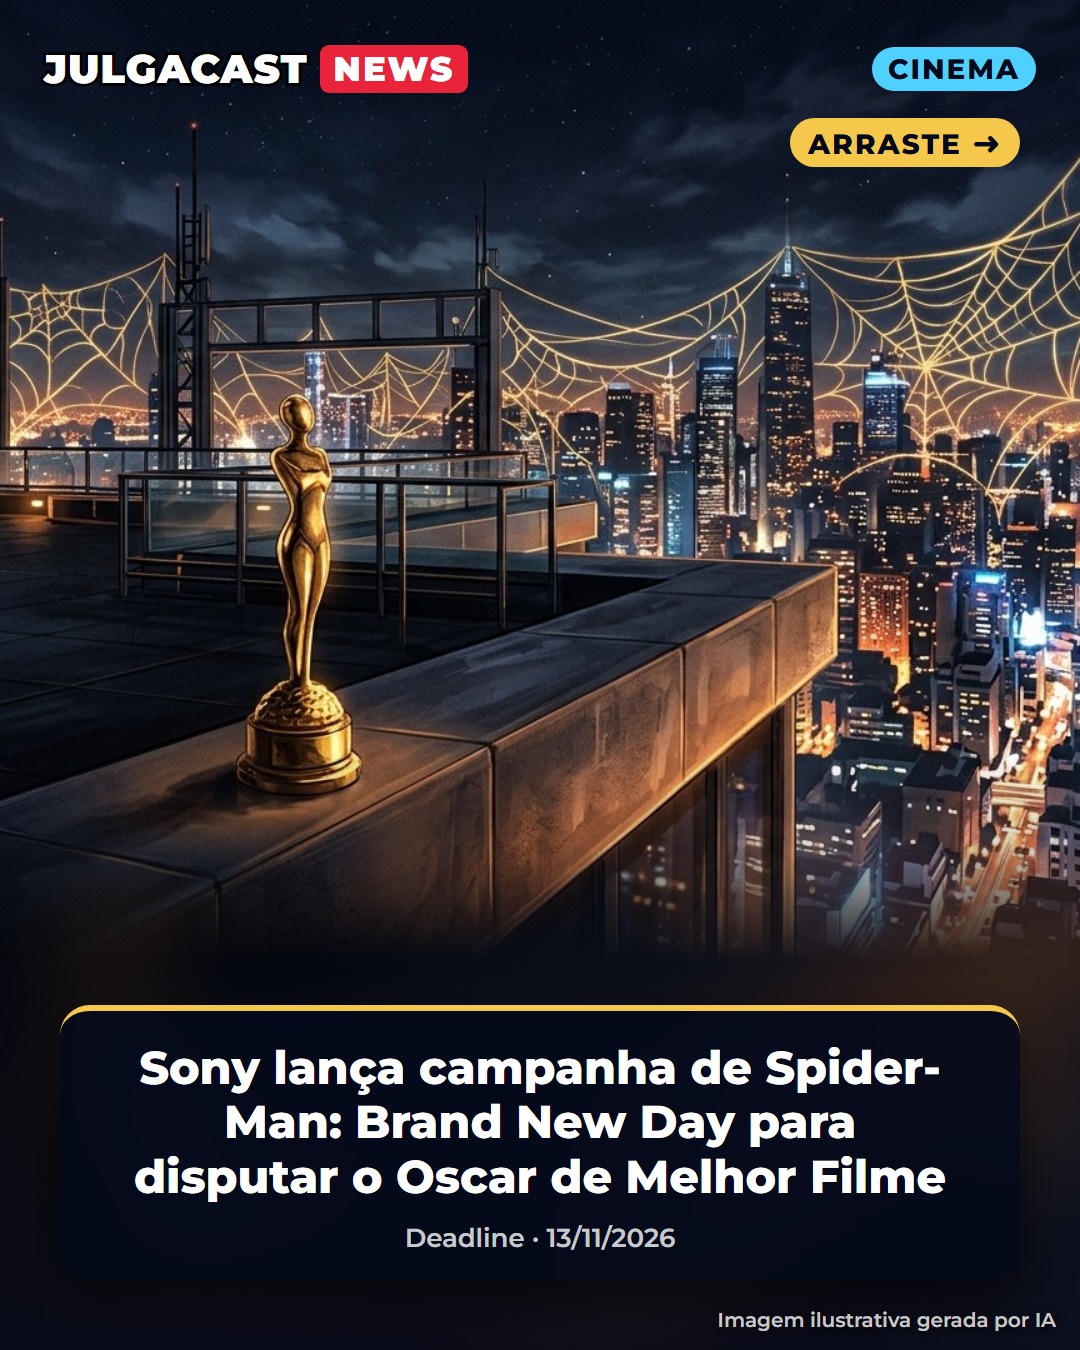 JULGACAST NEWS
CINEMA
ARRASTE →
Sony lança campanha de Spider-
Man: Brand New Day para
disputar o Oscar de Melhor Filme
Deadline · 13/11/2026
Imagem ilustrativa gerada por IA